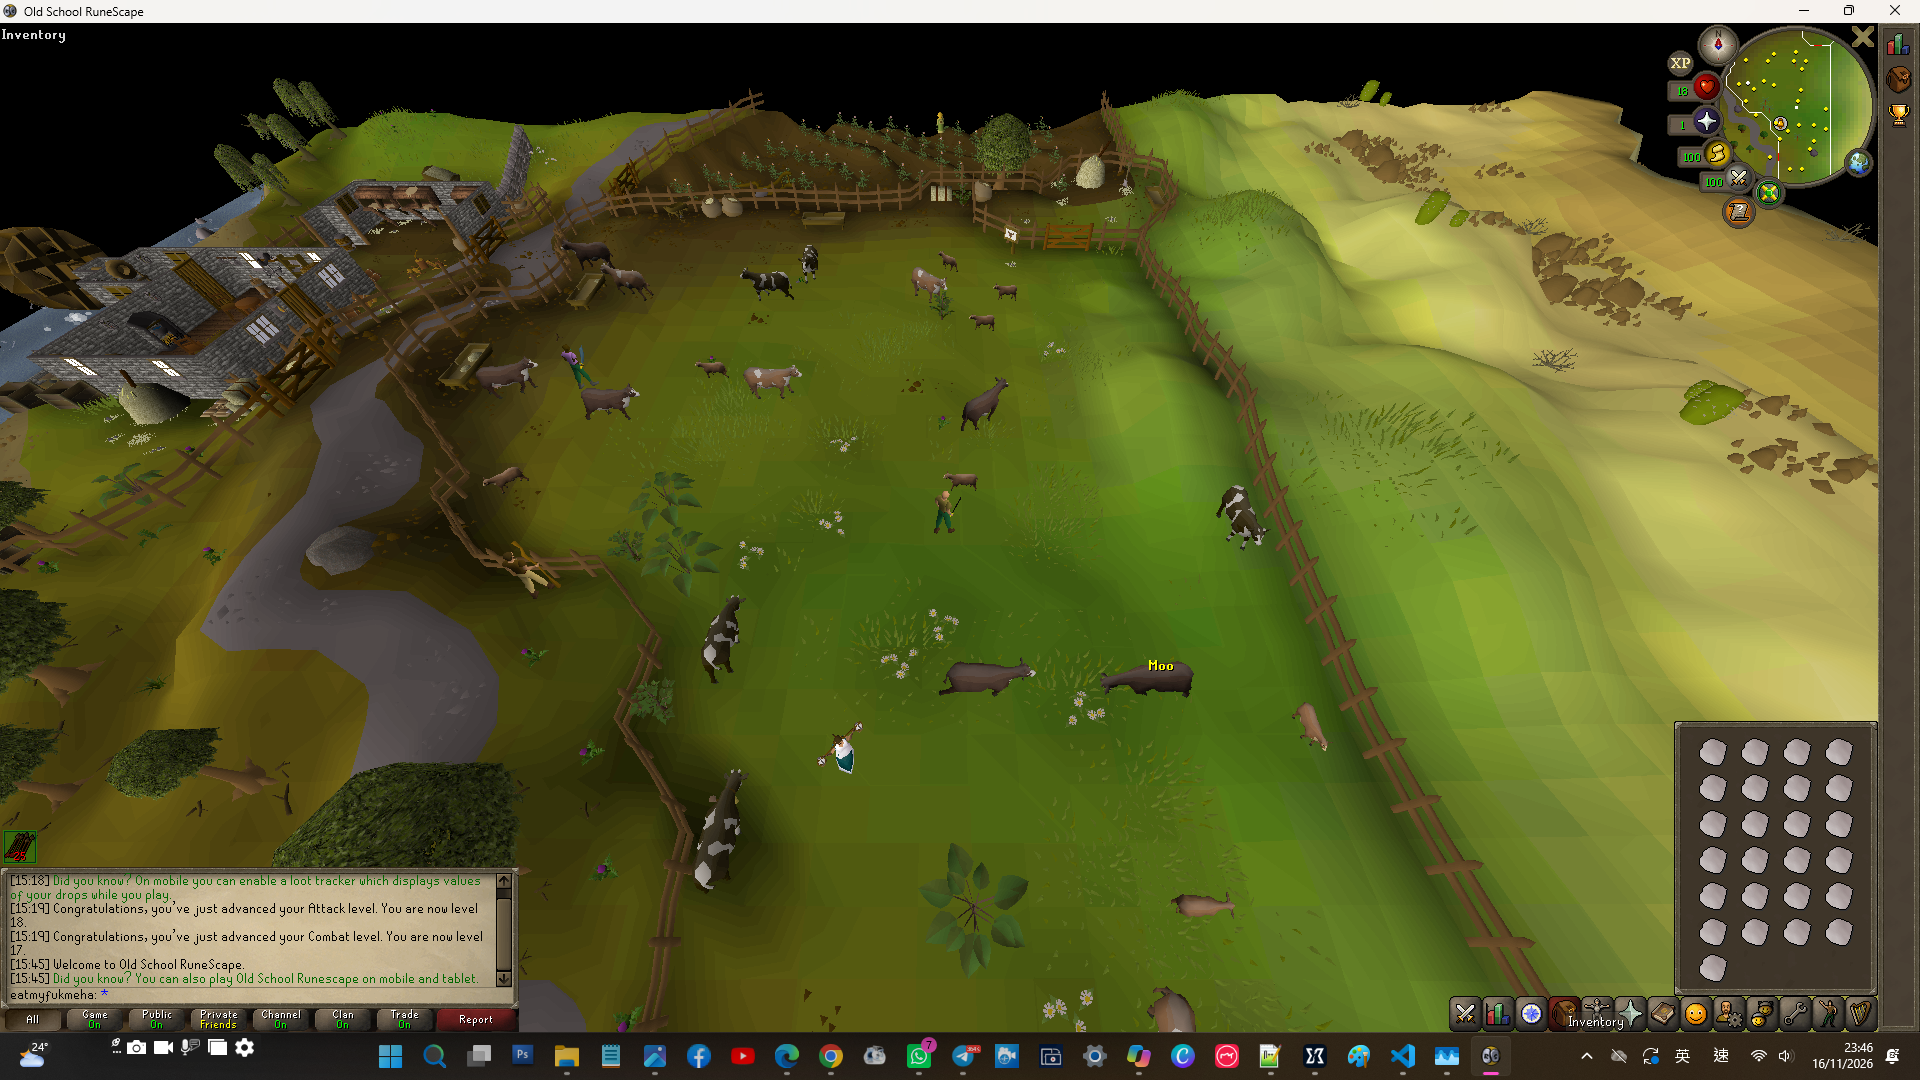 Old School RuneScape
Inventory
N
XP
18
1
100
100
Moo
25
[15:18] Did you know? On mobile you can enable a loot tracker which displays values
of your drops while you play.
[15:19] Congratulations, you've just advanced your Attack level. You are now level
18.
[15:19] Congratulations, you've just advanced your Combat level. You are now level
17.
[15:45] Welcome to Old School RuneScape.
[15:45] Did you know? You can also play Old School Runescape on mobile and tablet.
eatmyfukmeha: *
All
Game
On
Public
On
Private
Friends
Channel
On
Clan
On
Trade
On
Report
Inventory
24°
Ps
7
英
速
23:46
16/11/2026